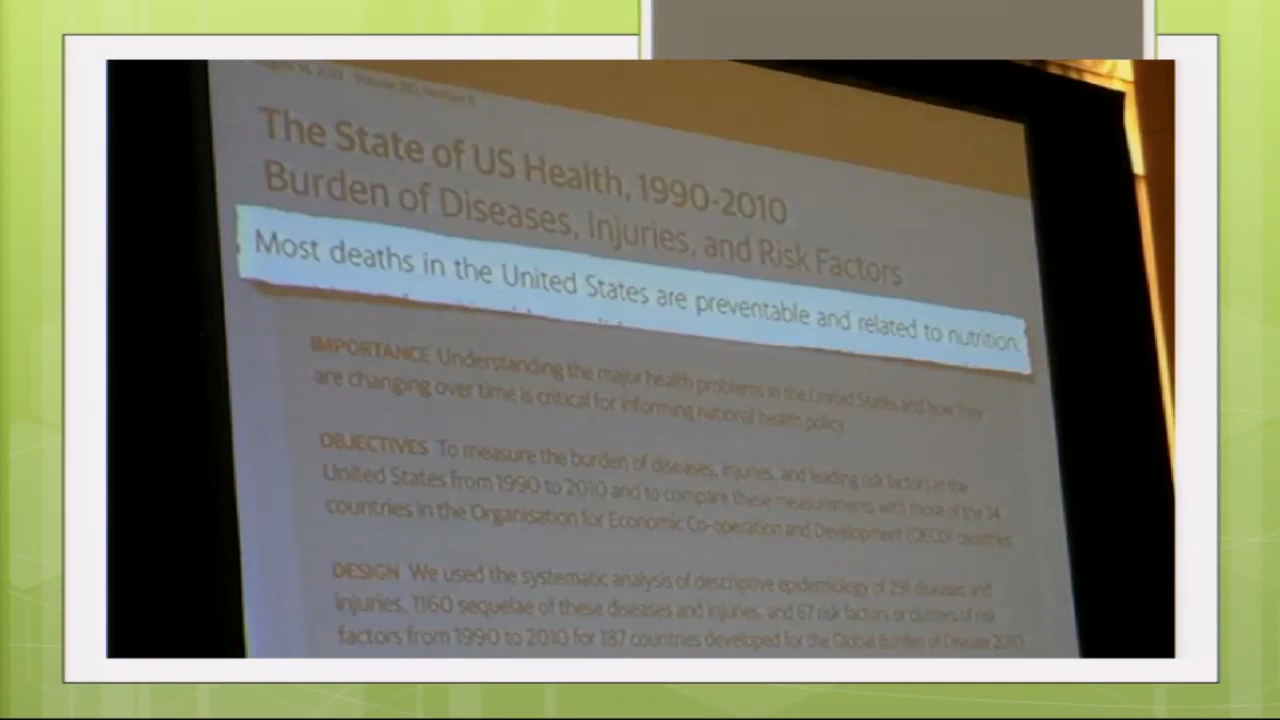 The State of US Health, 1990-2010
Burden of Diseases, Injuries, and Risk Factors
Most deaths in the United States are preventable and related to nutrition.
IMPORTANCE Understanding the major health problems in the United States and how they
are changing over time is critical for informing national health policy.
OBJECTIVES To measure the burden of diseases, injuries, and leading risk factors in the
United States from 1990 to 2010 and to compare these measurements with those of the 34
countries in the Organisation for Economic Co-operation and Development (OECD) countries.
DESIGN We used the systematic analysis of descriptive epidemiology of 291 diseases and
injuries, 1160 sequelae of these diseases and injuries, and 67 risk factors or clusters of risk
factors from 1990 to 2010 for 187 countries developed for the Global Burden of Disease 2010